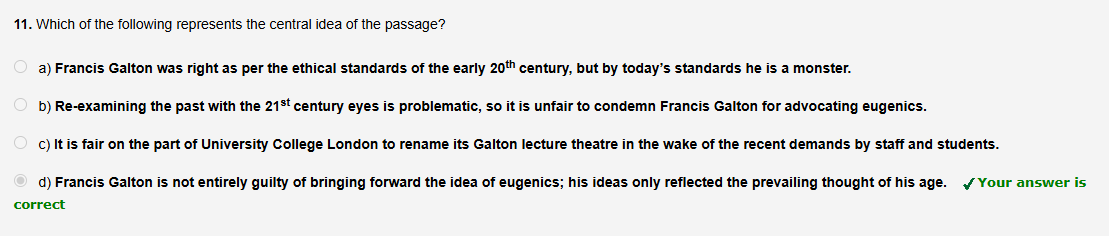 11. Which of the following represents the central idea of the passage?
a) Francis Galton was right as per the ethical standards of the early 20th century, but by today's standards he is a monster.
b) Re-examining the past with the 21st century eyes is problematic, so it is unfair to condemn Francis Galton for advocating eugenics.
c) It is fair on the part of University College London to rename its Galton lecture theatre in the wake of the recent demands by staff and students.
d) Francis Galton is not entirely guilty of bringing forward the idea of eugenics; his ideas only reflected the prevailing thought of his age. ✓Your answer is
correct